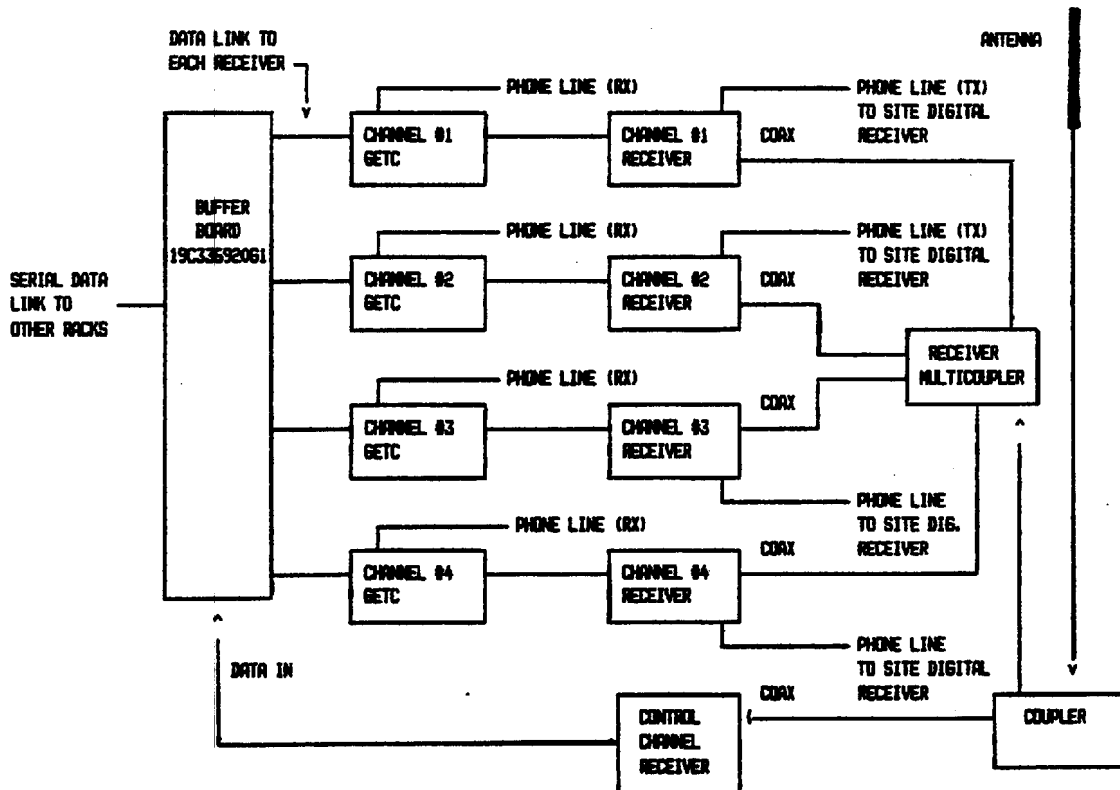 DATA LINK TO
EACH RECEIVER
ANTENNA
PHONE LINE (RX)
PHONE LINE (TX)
TO SITE DIGITAL
RECEIVER
CHANNEL #1
GETC
CHANNEL #1
RECEIVER
COAX
BUFFER
BOARD
19C336920G1
PHONE LINE (RX)
PHONE LINE (TX)
TO SITE DIGITAL
RECEIVER
CHANNEL #2
GETC
CHANNEL #2
RECEIVER
COAX
SERIAL DATA
LINK TO
OTHER RACKS
RECEIVER
MULTICOUPLER
PHONE LINE (RX)
COAX
CHANNEL #3
GETC
CHANNEL #3
RECEIVER
PHONE LINE
TO SITE DIG.
RECEIVER
PHONE LINE (RX)
COAX
CHANNEL #4
GETC
CHANNEL #4
RECEIVER
PHONE LINE
TO SITE DIGITAL
RECEIVER
DATA IN
COAX
CONTROL
CHANNEL
RECEIVER
COUPLER